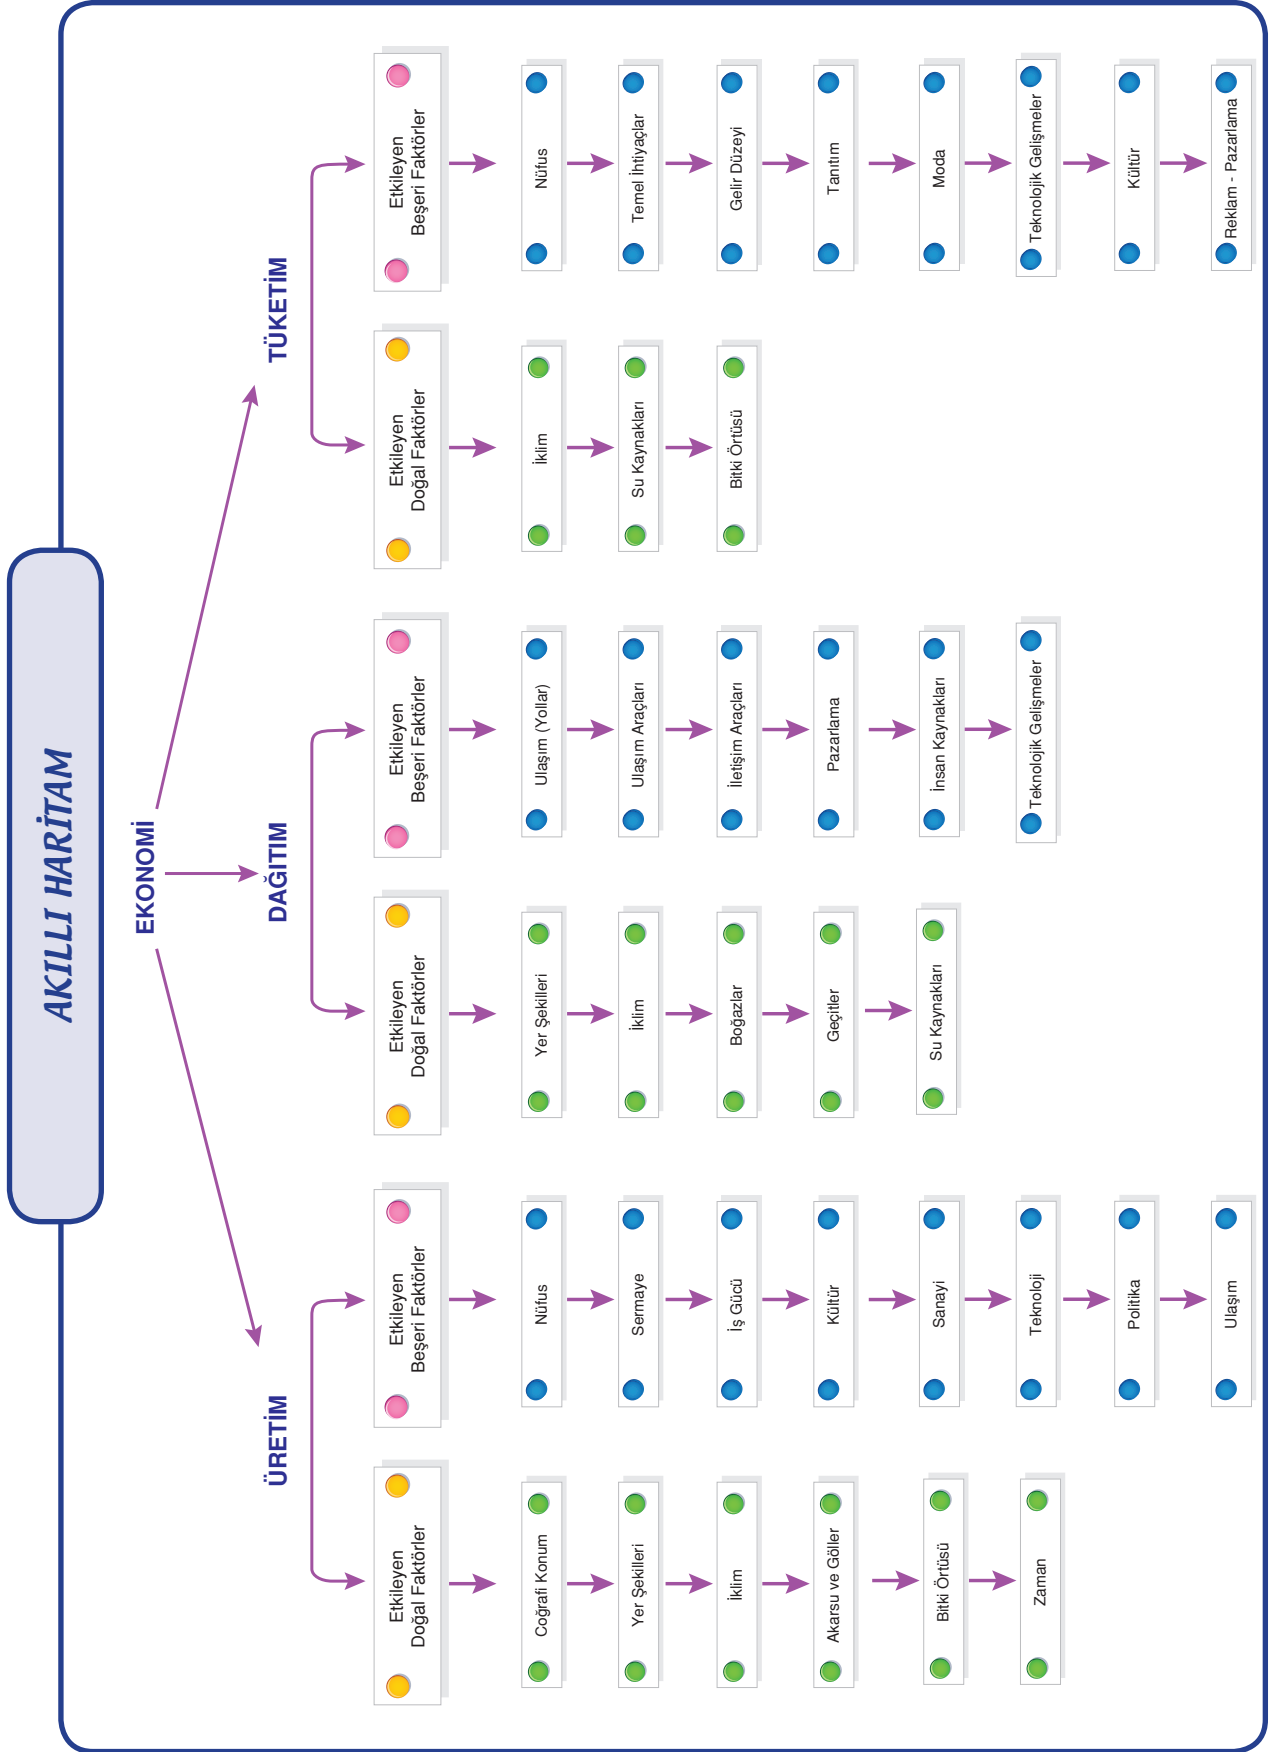 AKILLI HARİTAM
EKONOMİ
ÜRETİM
Etkileyen
Doğal Faktörler
Coğrafi Konum
Yer Şekilleri
İklim
Akarsu ve Göller
Bitki Örtüsü
Zaman
Etkileyen
Beşeri Faktörler
Nüfus
Sermaye
İş Gücü
Kültür
Sanayi
Teknoloji
Politika
Ulaşım
DAĞITIM
Etkileyen
Doğal Faktörler
Yer Şekilleri
İklim
Boğazlar
Geçitler
Su Kaynakları
Etkileyen
Beşeri Faktörler
Ulaşım (Yollar)
Ulaşım Araçları
İletişim Araçları
Pazarlama
İnsan Kaynakları
Teknolojik Gelişmeler
TÜKETİM
Etkileyen
Doğal Faktörler
İklim
Su Kaynakları
Bitki Örtüsü
Etkileyen
Beşeri Faktörler
Nüfus
Temel İhtiyaçlar
Gelir Düzeyi
Tanıtım
Moda
Teknolojik Gelişmeler
Kültür
Reklam - Pazarlama